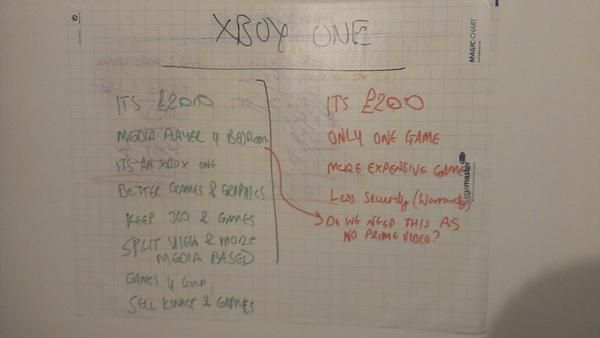 XBOX ONE
MAGIC-CHART
ITS £200
MEDIA PLAYER 4 BEDROOM
ITS AN XBOX ONE
BETTER GAMES & GRAPHICS
KEEP 360 & GAMES
SPLIT VIEW & MORE
MEDIA BASED
GAMES 4 GOLD
SELL KINECT & GAMES
ITS £200
ONLY ONE GAME
MORE EXPENSIVE GAMES
Less Security (Warranty)
DO WE NEED THIS AS
NO PRIME VIDEO?
legamaster